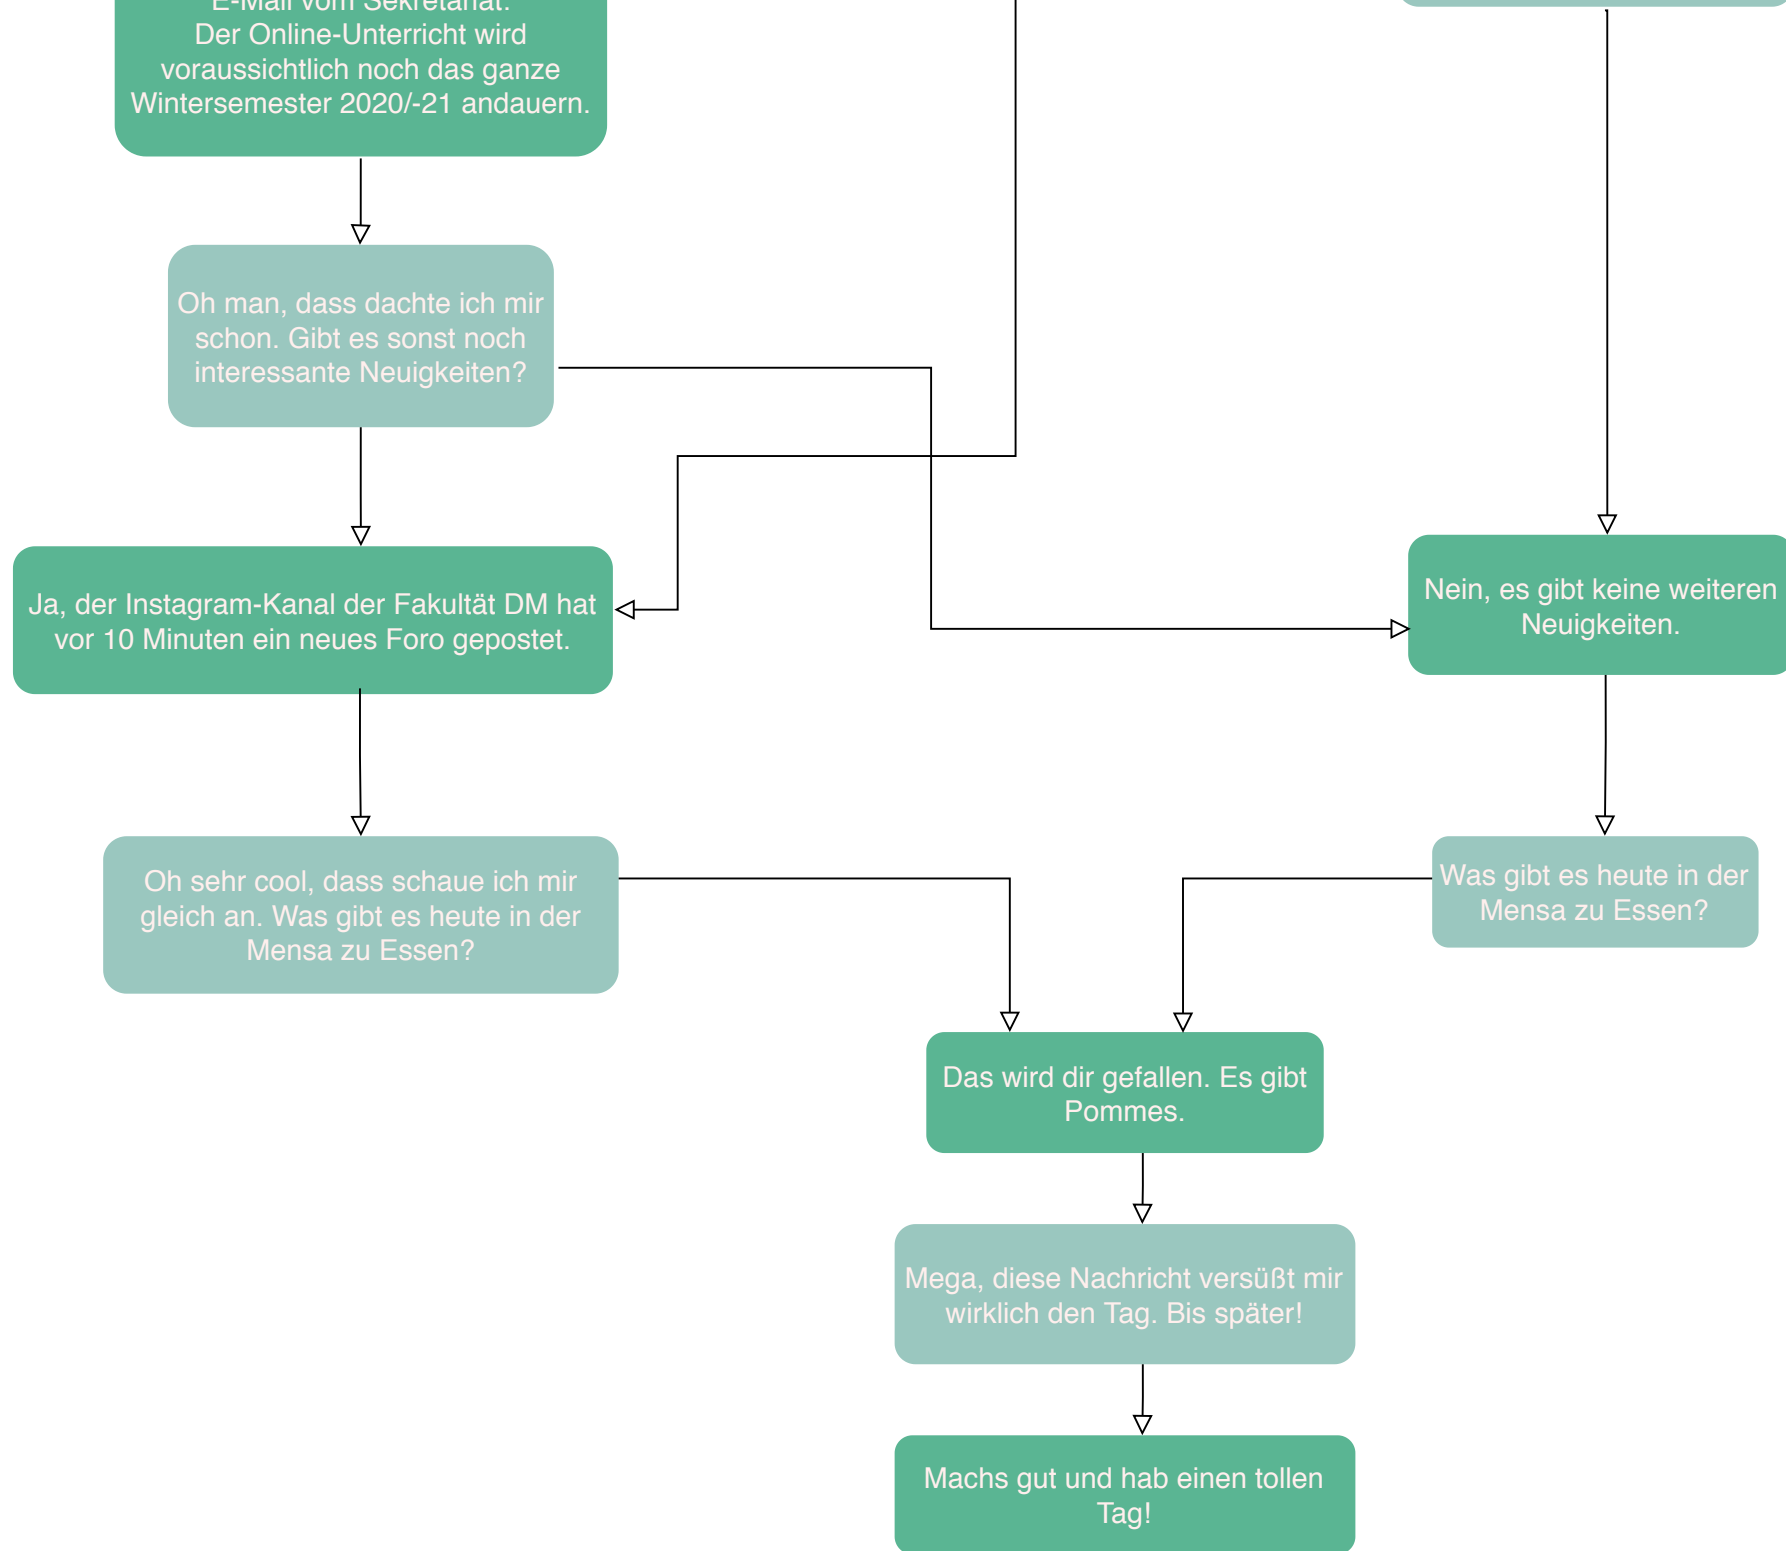 E-Mail vom Sekretariat:
Der Online-Unterricht wird
voraussichtlich noch das ganze
Wintersemester 2020/-21 andauern.
Oh man, dass dachte ich mir
schon. Gibt es sonst noch
interessante Neuigkeiten?
Ja, der Instagram-Kanal der Fakultät DM hat
vor 10 Minuten ein neues Foro gepostet.
Nein, es gibt keine weiteren
Neuigkeiten.
Oh sehr cool, dass schaue ich mir
gleich an. Was gibt es heute in der
Mensa zu Essen?
Was gibt es heute in der
Mensa zu Essen?
Das wird dir gefallen. Es gibt
Pommes.
Mega, diese Nachricht versüßt mir
wirklich den Tag. Bis später!
Machs gut und hab einen tollen
Tag!